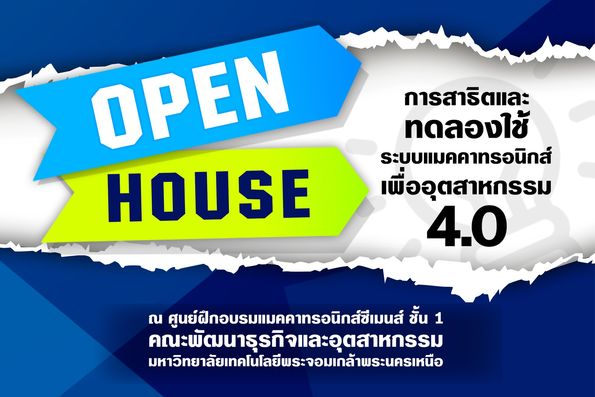 OPEN
HOUSE
การสาธิตและ
ทดลองใช้
ระบบแมคคาทรอนิกส์
เพื่ออุตสาหกรรม
4.0
ณ ศูนย์ฝึกอบรมแมคคาทรอนิกส์ซีเมนส์ ชั้น 1
คณะพัฒนาธุรกิจและอุตสาหกรรม
มหาวิทยาลัยเทคโนโลยีพระจอมเกล้าพระนครเหนือ